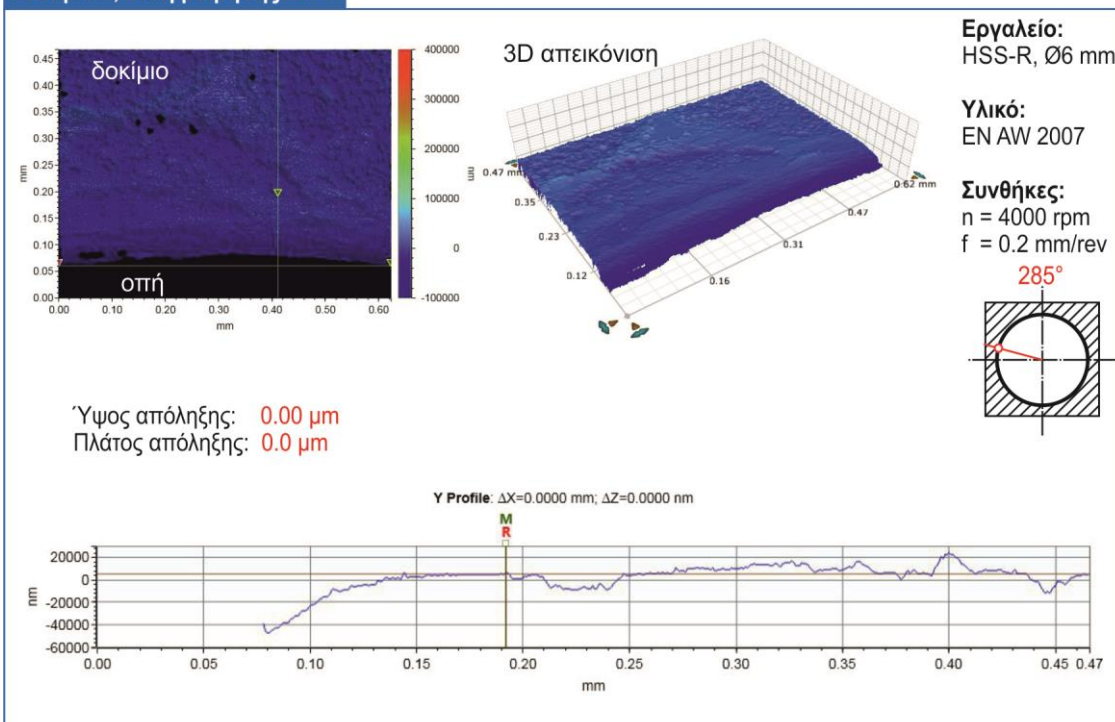 Εργαλείο:
HSS-R, Ø6 mm
Υλικό:
EN AW 2007
Συνθήκες:
n = 4000 rpm
f = 0.2 mm/rev
285°
δοκίμιο
οπή
0.45
0.40
0.35
0.30
0.25
0.20
0.15
0.10
0.05
0.00
mm
0.00 0.10 0.20 0.30 0.40 0.50 0.62
mm
400000
300000
200000
100000
0
-100000
nm
3D απεικόνιση
0.47 mm
0.35
0.23
0.12
0.16
0.31
0.47
0.62 mm
Ύψος απόληξης: 0.00 μm
Πλάτος απόληξης: 0.0 μm
Y Profile: ΔX=0.0000 mm; ΔZ=0.0000 nm
M
R
20000
0
-20000
-40000
-60000
nm
0.00 0.05 0.10 0.15 0.20 0.25 0.30 0.35 0.40 0.45 0.47
mm